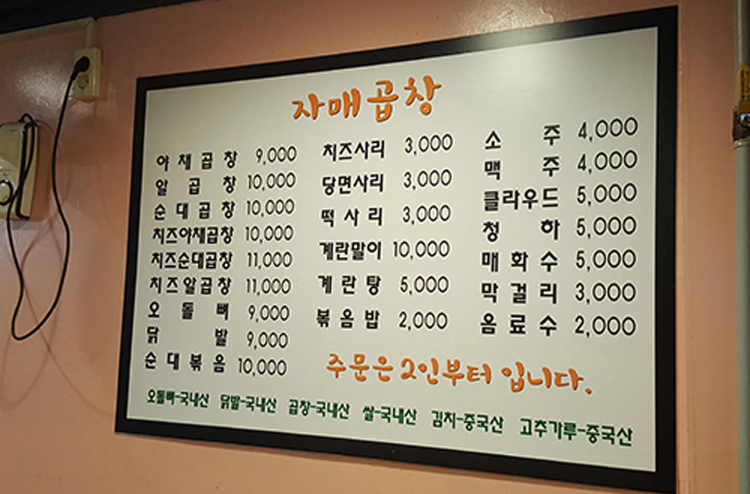 자매곱창
야채곱창 9,000
알곱창 10,000
순대곱창 10,000
치즈야채곱창 10,000
치즈순대곱창 11,000
치즈알곱창 11,000
오돌뼈 9,000
닭발 9,000
순대볶음 10,000
치즈사리 3,000
당면사리 3,000
떡사리 3,000
계란말이 10,000
계란탕 5,000
볶음밥 2,000
소주 4,000
맥주 4,000
클라우드 5,000
청하 5,000
매화수 5,000
막걸리 3,000
음료수 2,000
주문은 2인부터 입니다.
오돌뼈-국내산 닭발-국내산 곱창-국내산 쌀-국내산 김치-중국산 고추가루-중국산